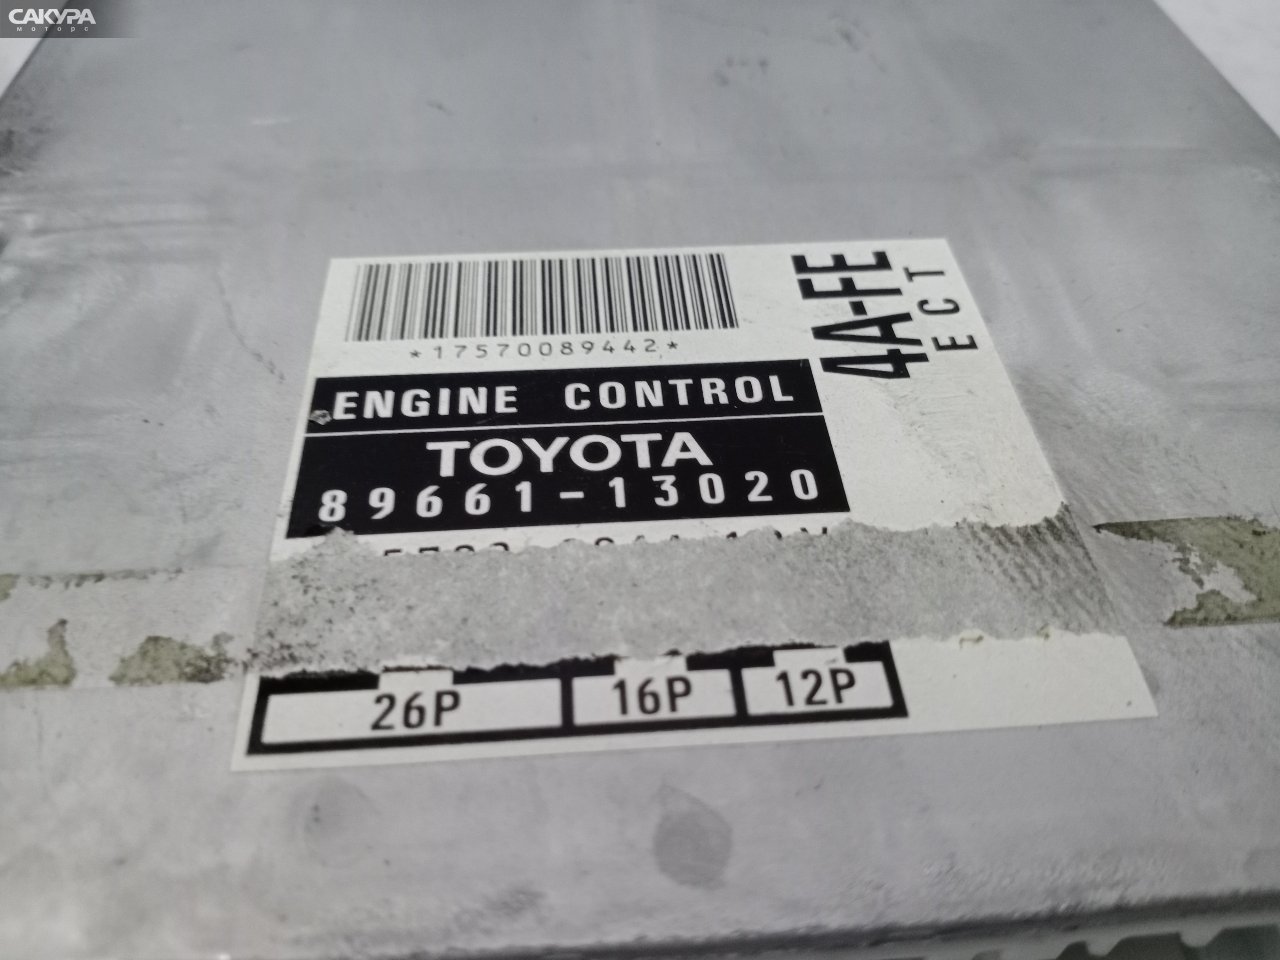 САКУРА
моторс
*17570089442*
4A-FE
ECT
ENGINE CONTROL
TOYOTA
89661-13020
26P
16P
12P